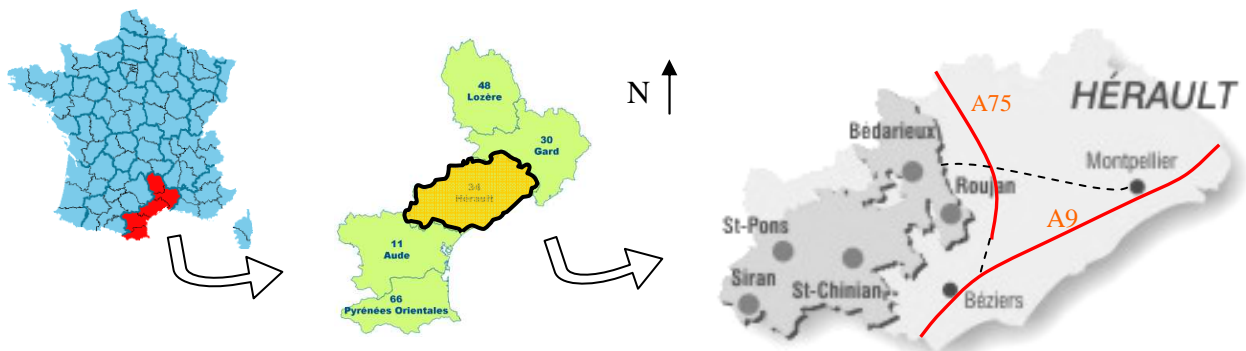 48
Lozère
30
Gard
34
Hérault
11
Aude
66
Pyrénées Orientales
N
A75
HÉRAULT
Bédarieux
Montpellier
Roujan
A9
St-Pons
Siran
St-Chinian
Béziers